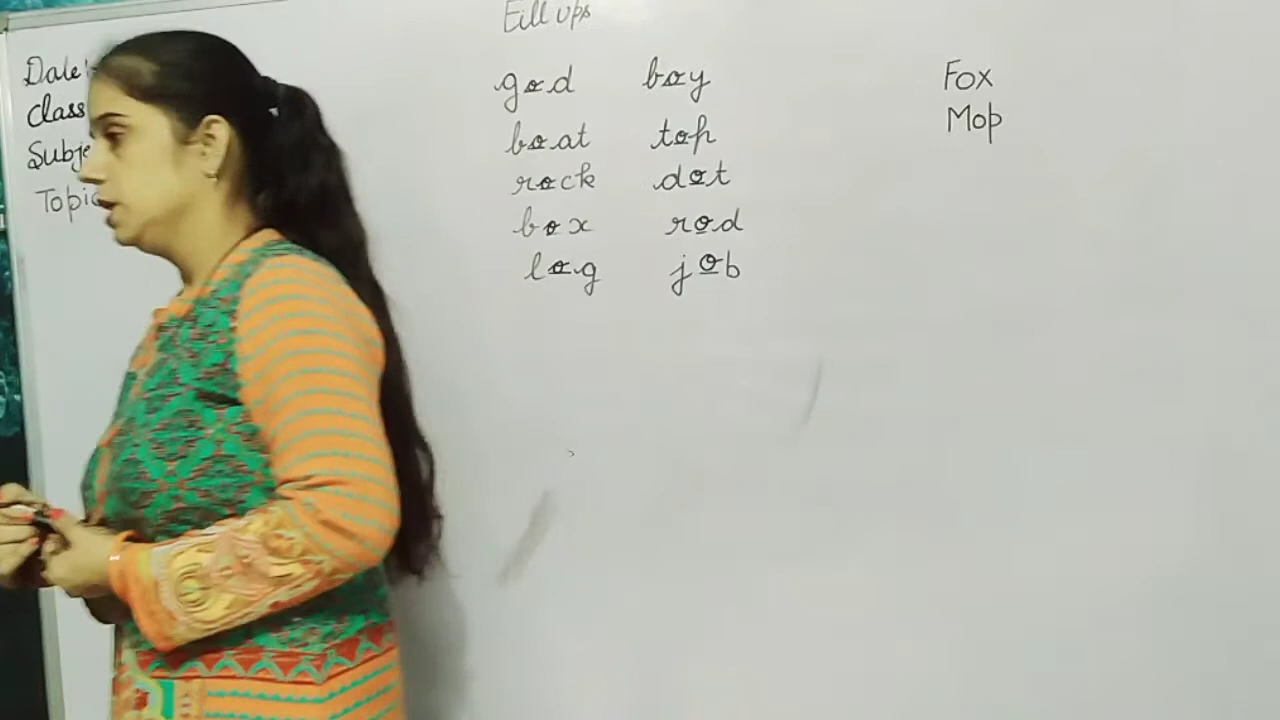 Fill ups
Date:
Class
Subje
Topic
god boy
boat top
rock dot
box rod
log job
Fox
Mop